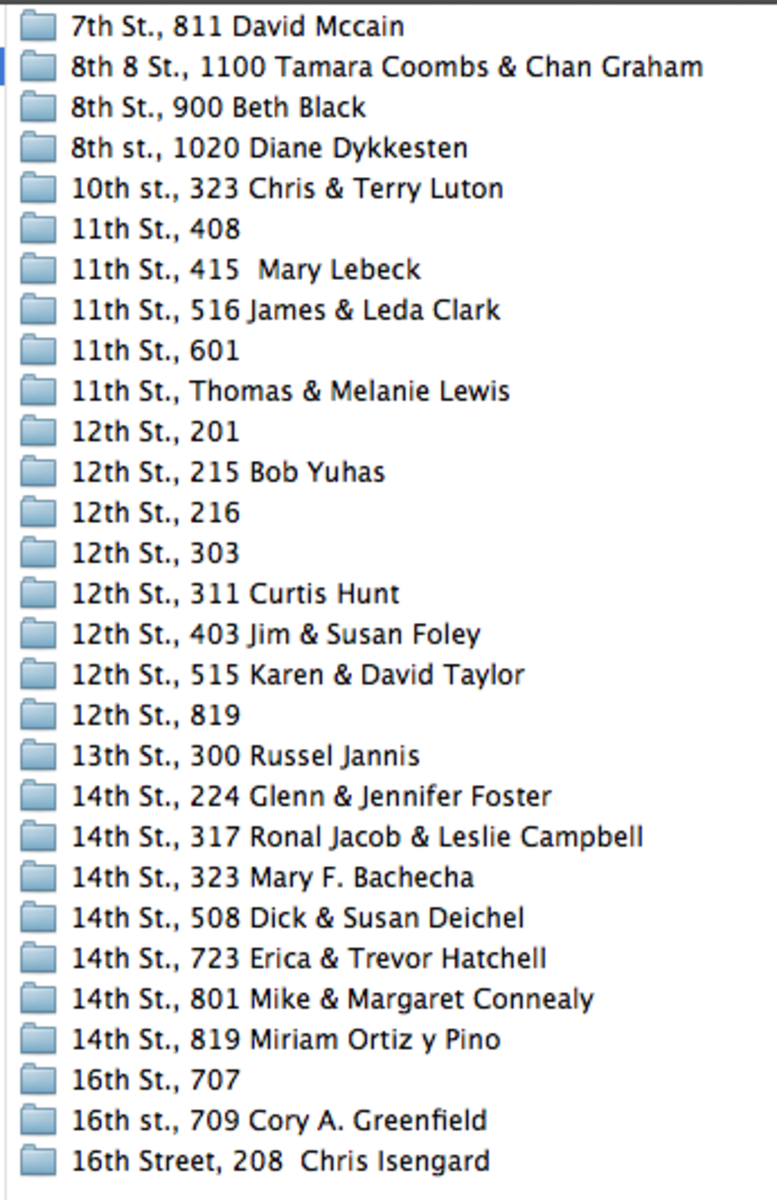 7th St., 811 David Mccain
8th 8 St., 1100 Tamara Coombs & Chan Graham
8th St., 900 Beth Black
8th st., 1020 Diane Dykkesten
10th st., 323 Chris & Terry Luton
11th St., 408
11th St., 415  Mary Lebeck
11th St., 516 James & Leda Clark
11th St., 601
11th St., Thomas & Melanie Lewis
12th St., 201
12th St., 215 Bob Yuhas
12th St., 216
12th St., 303
12th St., 311 Curtis Hunt
12th St., 403 Jim & Susan Foley
12th St., 515 Karen & David Taylor
12th St., 819
13th St., 300 Russel Jannis
14th St., 224 Glenn & Jennifer Foster
14th St., 317 Ronal Jacob & Leslie Campbell
14th St., 323 Mary F. Bachecha
14th St., 508 Dick & Susan Deichel
14th St., 723 Erica & Trevor Hatchell
14th St., 801 Mike & Margaret Connealy
14th St., 819 Miriam Ortiz y Pino
16th St., 707
16th st., 709 Cory A. Greenfield
16th Street, 208  Chris Isengard